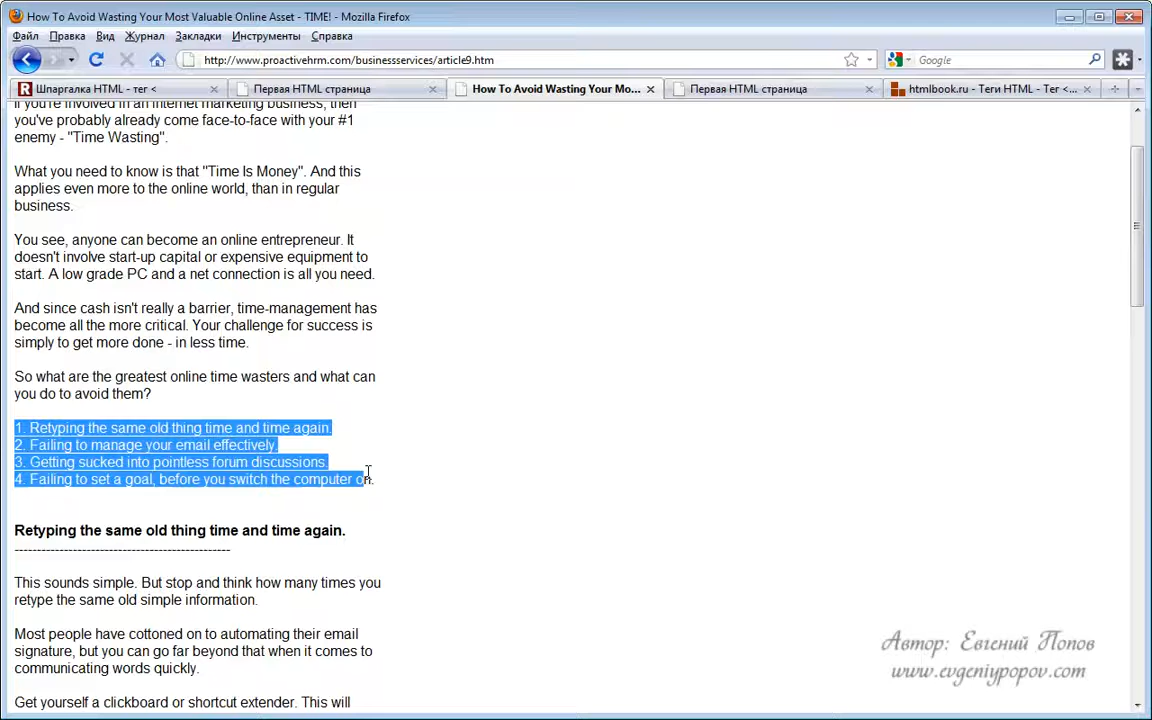 How To Avoid Wasting Your Most Valuable Online Asset - TIME! - Mozilla Firefox
Файл Правка Вид Журнал Закладки Инструменты Справка
http://www.proactivehrm.com/businessservices/article9.htm
Google
Шпаргалка HTML - тег <
Первая HTML страница
How To Avoid Wasting Your Mo...
Первая HTML страница
htmlbook.ru - Теги HTML - Тег <...
If you're involved in an internet marketing business, then
you've probably already come face-to-face with your #1
enemy - "Time Wasting".
What you need to know is that "Time Is Money". And this
applies even more to the online world, than in regular
business.
You see, anyone can become an online entrepreneur. It
doesn't involve start-up capital or expensive equipment to
start. A low grade PC and a net connection is all you need.
And since cash isn't really a barrier, time-management has
become all the more critical. Your challenge for success is
simply to get more done - in less time.
So what are the greatest online time wasters and what can
you do to avoid them?
1. Retyping the same old thing time and time again.
2. Failing to manage your email effectively.
3. Getting sucked into pointless forum discussions.
4. Failing to set a goal, before you switch the computer on.
Retyping the same old thing time and time again.
------------------------------------------------
This sounds simple. But stop and think how many times you
retype the same old simple information.
Most people have cottoned on to automating their email
signature, but you can go far beyond that when it comes to
communicating words quickly.
Get yourself a clickboard or shortcut extender. This will
Автор: Евгений Попов
www.evgeniypopov.com